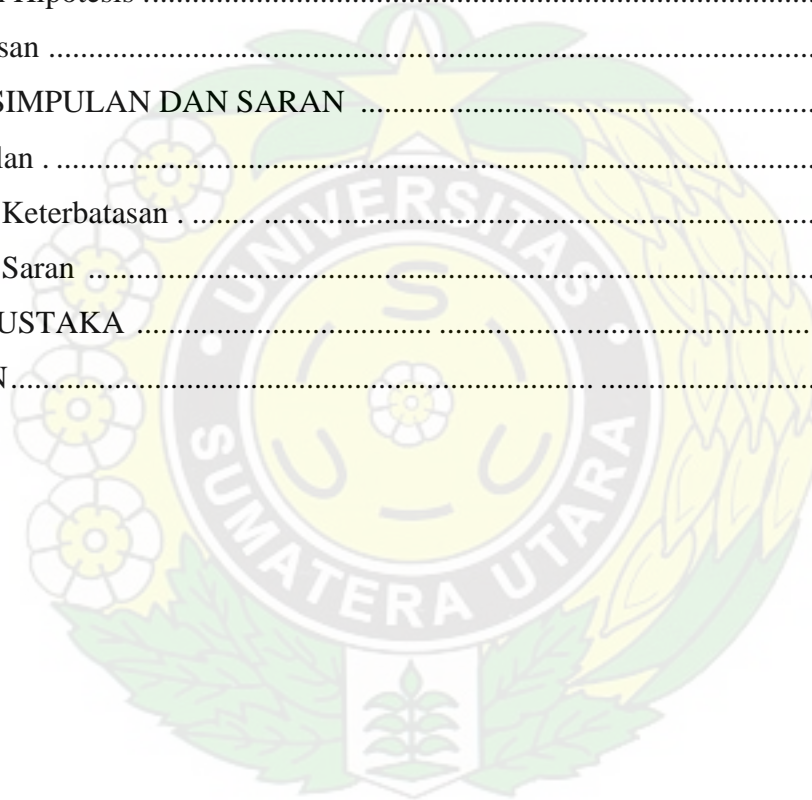 Hipotesis ........................................................................
san ........................................................................
SIMPULAN DAN SARAN ........................................................
lan . ........................................................................
Keterbatasan . ........ ........................................................
Saran ........................................................................
USTAKA ................................... ................................
N...................................................................... ..........................
UNIVERSITAS
SUMATERA UTARA